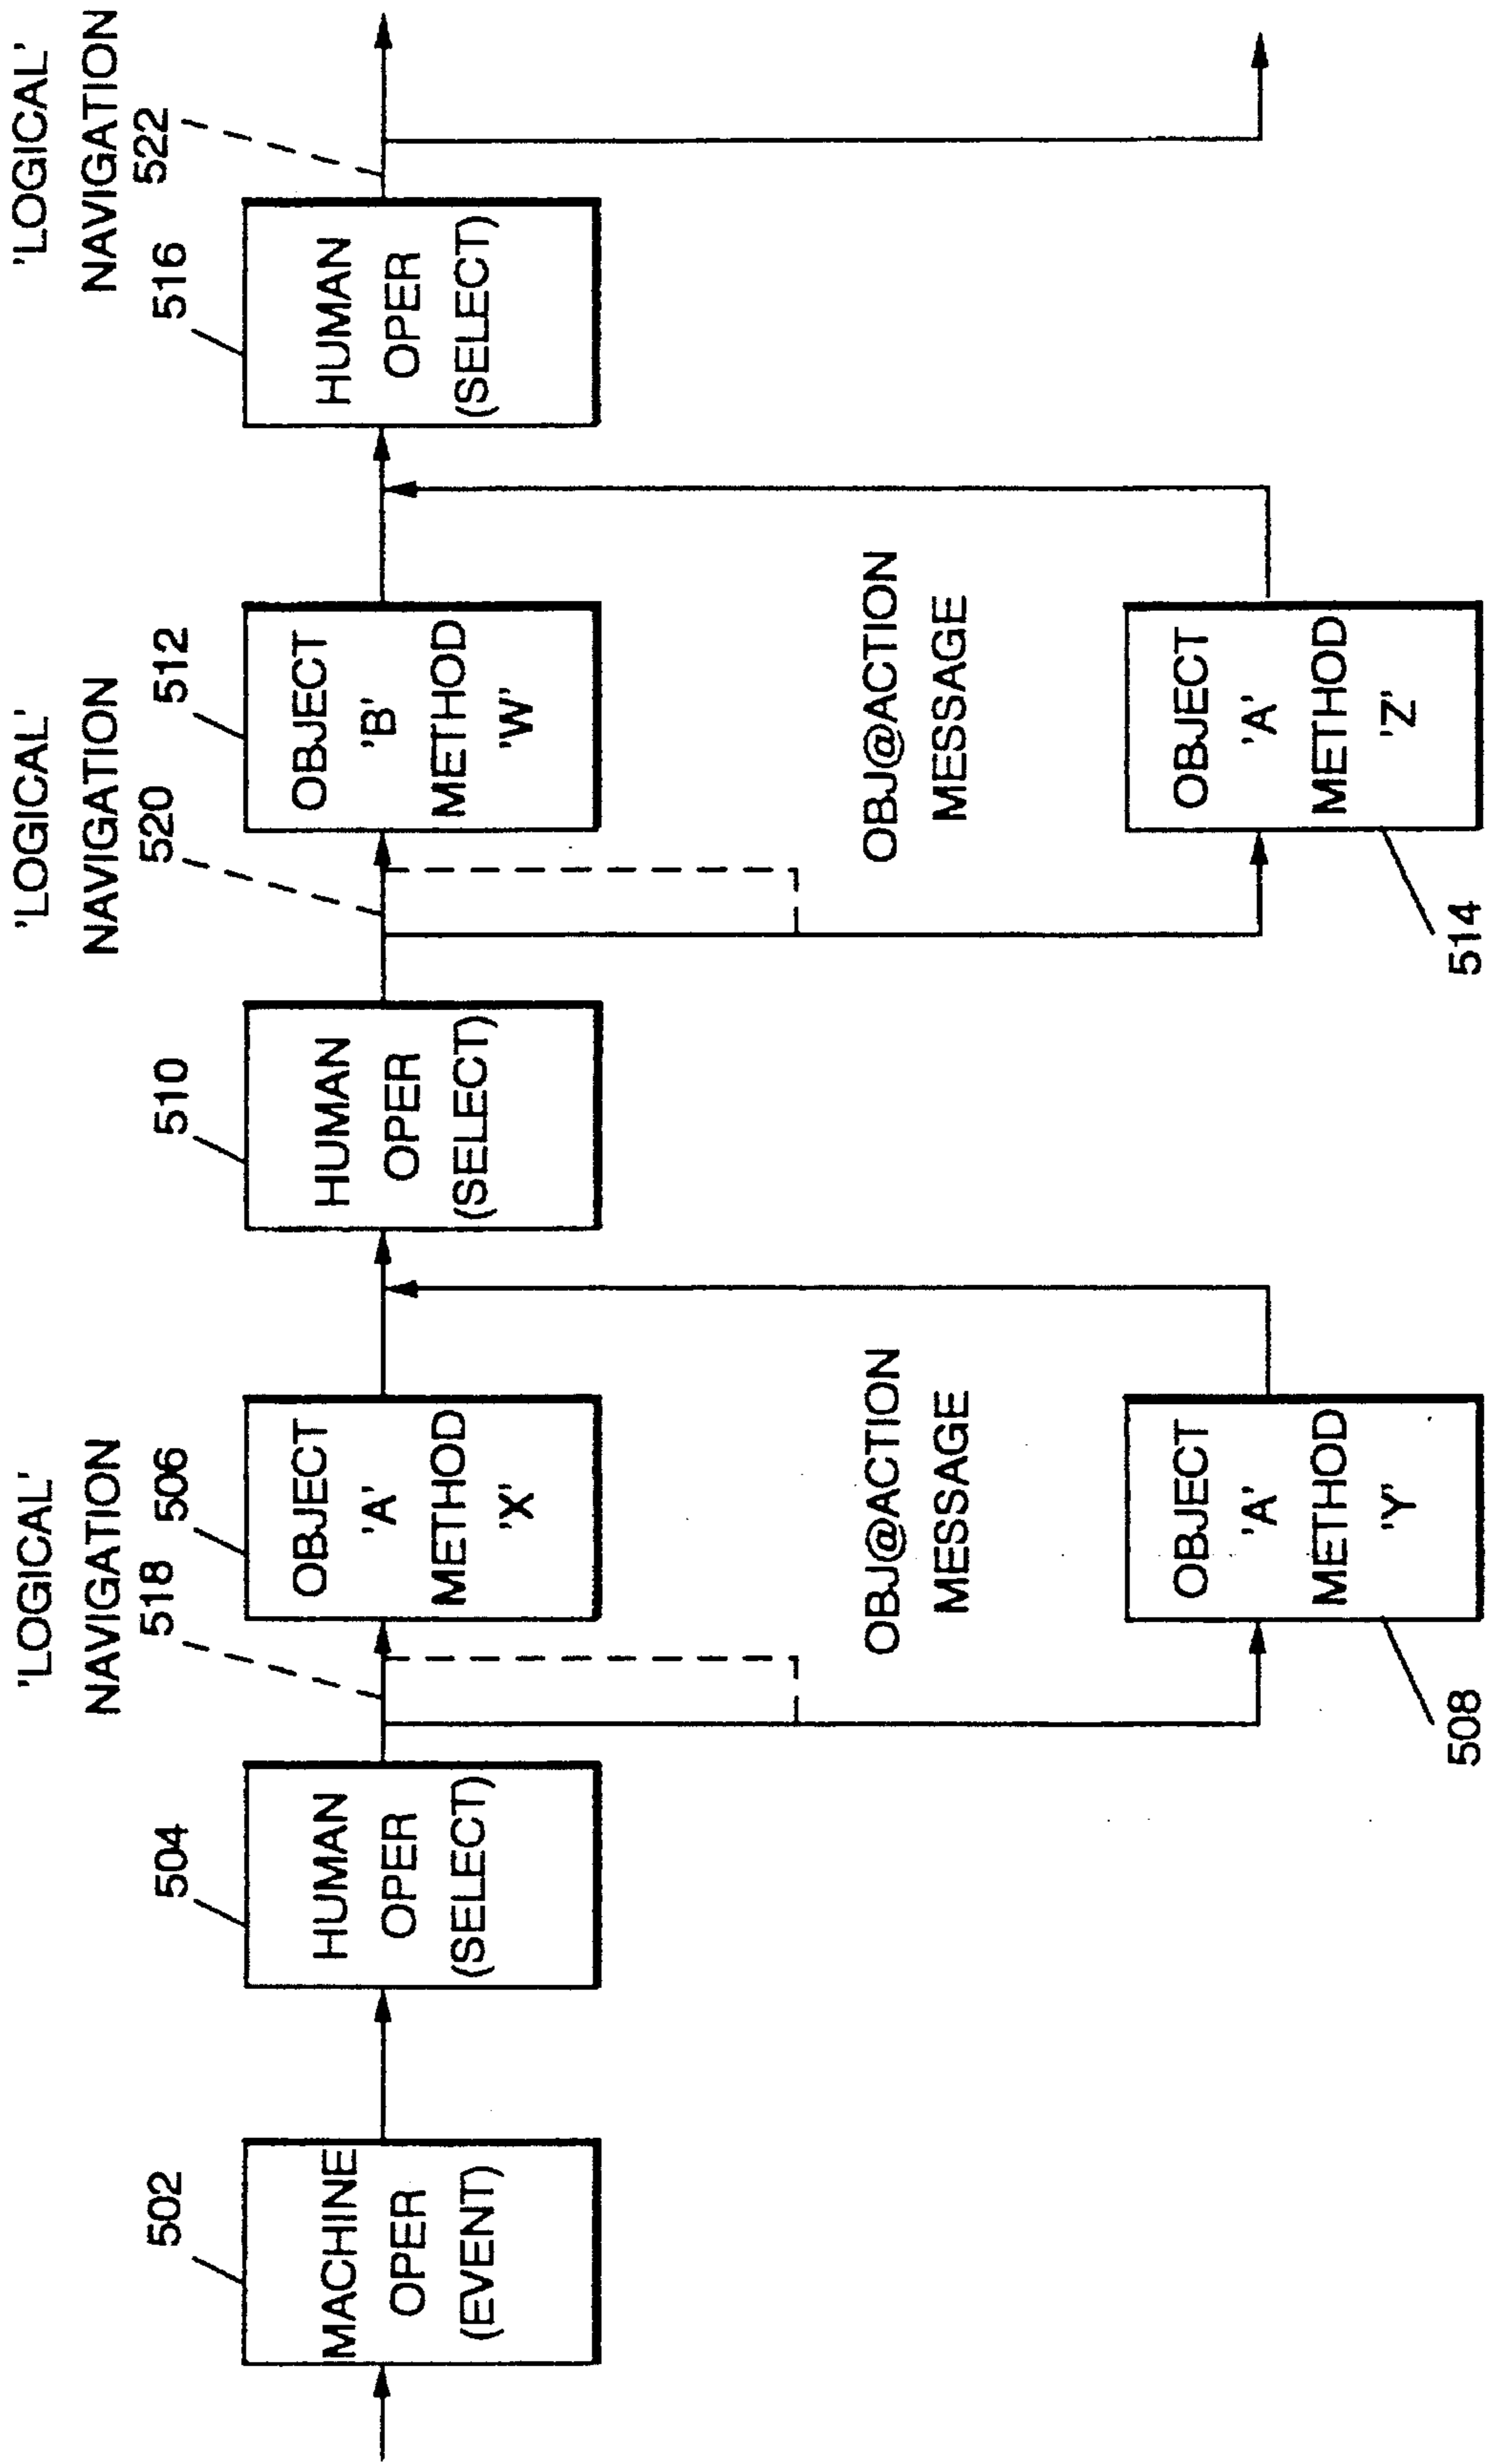 'LOGICAL'
NAVIGATION
518
'LOGICAL'
NAVIGATION
520
'LOGICAL'
NAVIGATION
522
502
MACHINE
OPER
(EVENT)
504
HUMAN
OPER
(SELECT)
506
OBJECT
'A'
METHOD
'X'
510
HUMAN
OPER
(SELECT)
512
OBJECT
'B'
METHOD
'W'
516
HUMAN
OPER
(SELECT)
OBJ@ACTION
MESSAGE
OBJ@ACTION
MESSAGE
OBJECT
'A'
METHOD
'Y'
508
OBJECT
'A'
METHOD
'Z'
514